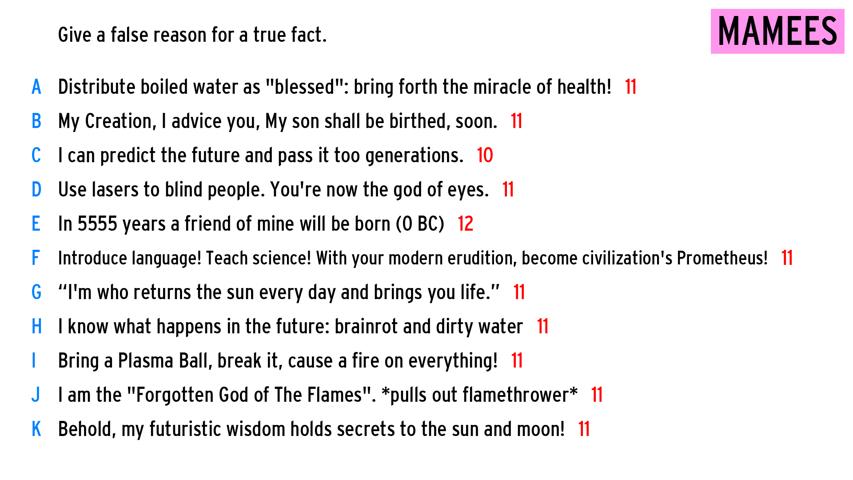 Give a false reason for a true fact.
MAMEES
A Distribute boiled water as "blessed": bring forth the miracle of health! 11
B My Creation, I advice you, My son shall be birthed, soon. 11
C I can predict the future and pass it too generations. 10
D Use lasers to blind people. You're now the god of eyes. 11
E In 5555 years a friend of mine will be born (0 BC) 12
F Introduce language! Teach science! With your modern erudition, become civilization's Prometheus! 11
G “I'm who returns the sun every day and brings you life.” 11
H I know what happens in the future: brainrot and dirty water 11
I Bring a Plasma Ball, break it, cause a fire on everything! 11
J I am the "Forgotten God of The Flames". *pulls out flamethrower* 11
K Behold, my futuristic wisdom holds secrets to the sun and moon! 11